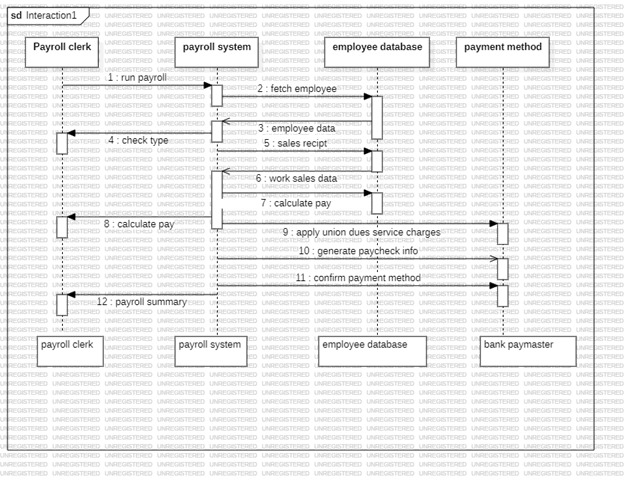 sd Interaction1
Payroll clerk
payroll system
employee database
payment method
1 : run payroll
2 : fetch employee
3 : employee data
4 : check type
5 : sales recipt
6 : work sales data
7 : calculate pay
8 : calculate pay
9 : apply union dues service charges
10 : generate paycheck info
11 : confirm payment method
12 : payroll summary
payroll clerk
payroll system
employee database
bank paymaster
UNREGISTERED